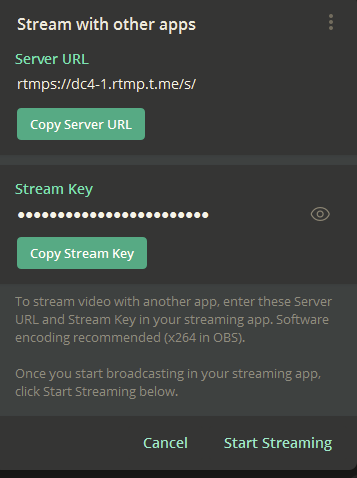 Stream with other apps
Server URL
rtmps://dc4-1.rtmp.t.me/s/
Copy Server URL
Stream Key
••••••••••••••••••••••••
Copy Stream Key
To stream video with another app, enter these Server
URL and Stream Key in your streaming app. Software
encoding recommended (x264 in OBS).
Once you start broadcasting in your streaming app,
click Start Streaming below.
Cancel
Start Streaming